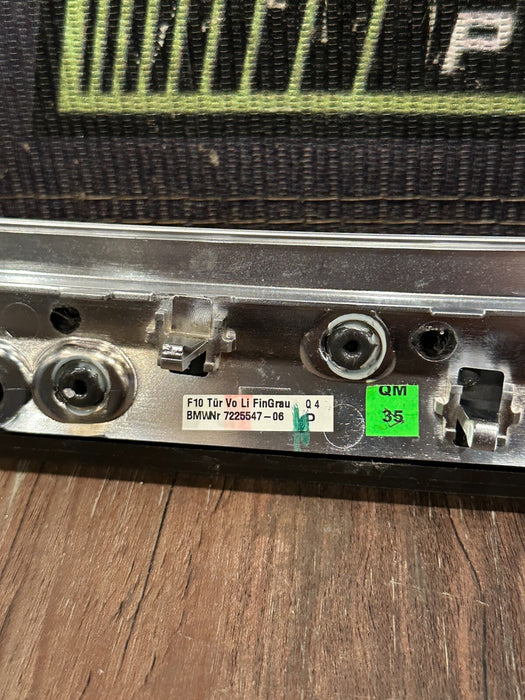 P
F10 Tür Vo Li FinGrau Q 4
BMWNr 7225547-06 D
QM
35